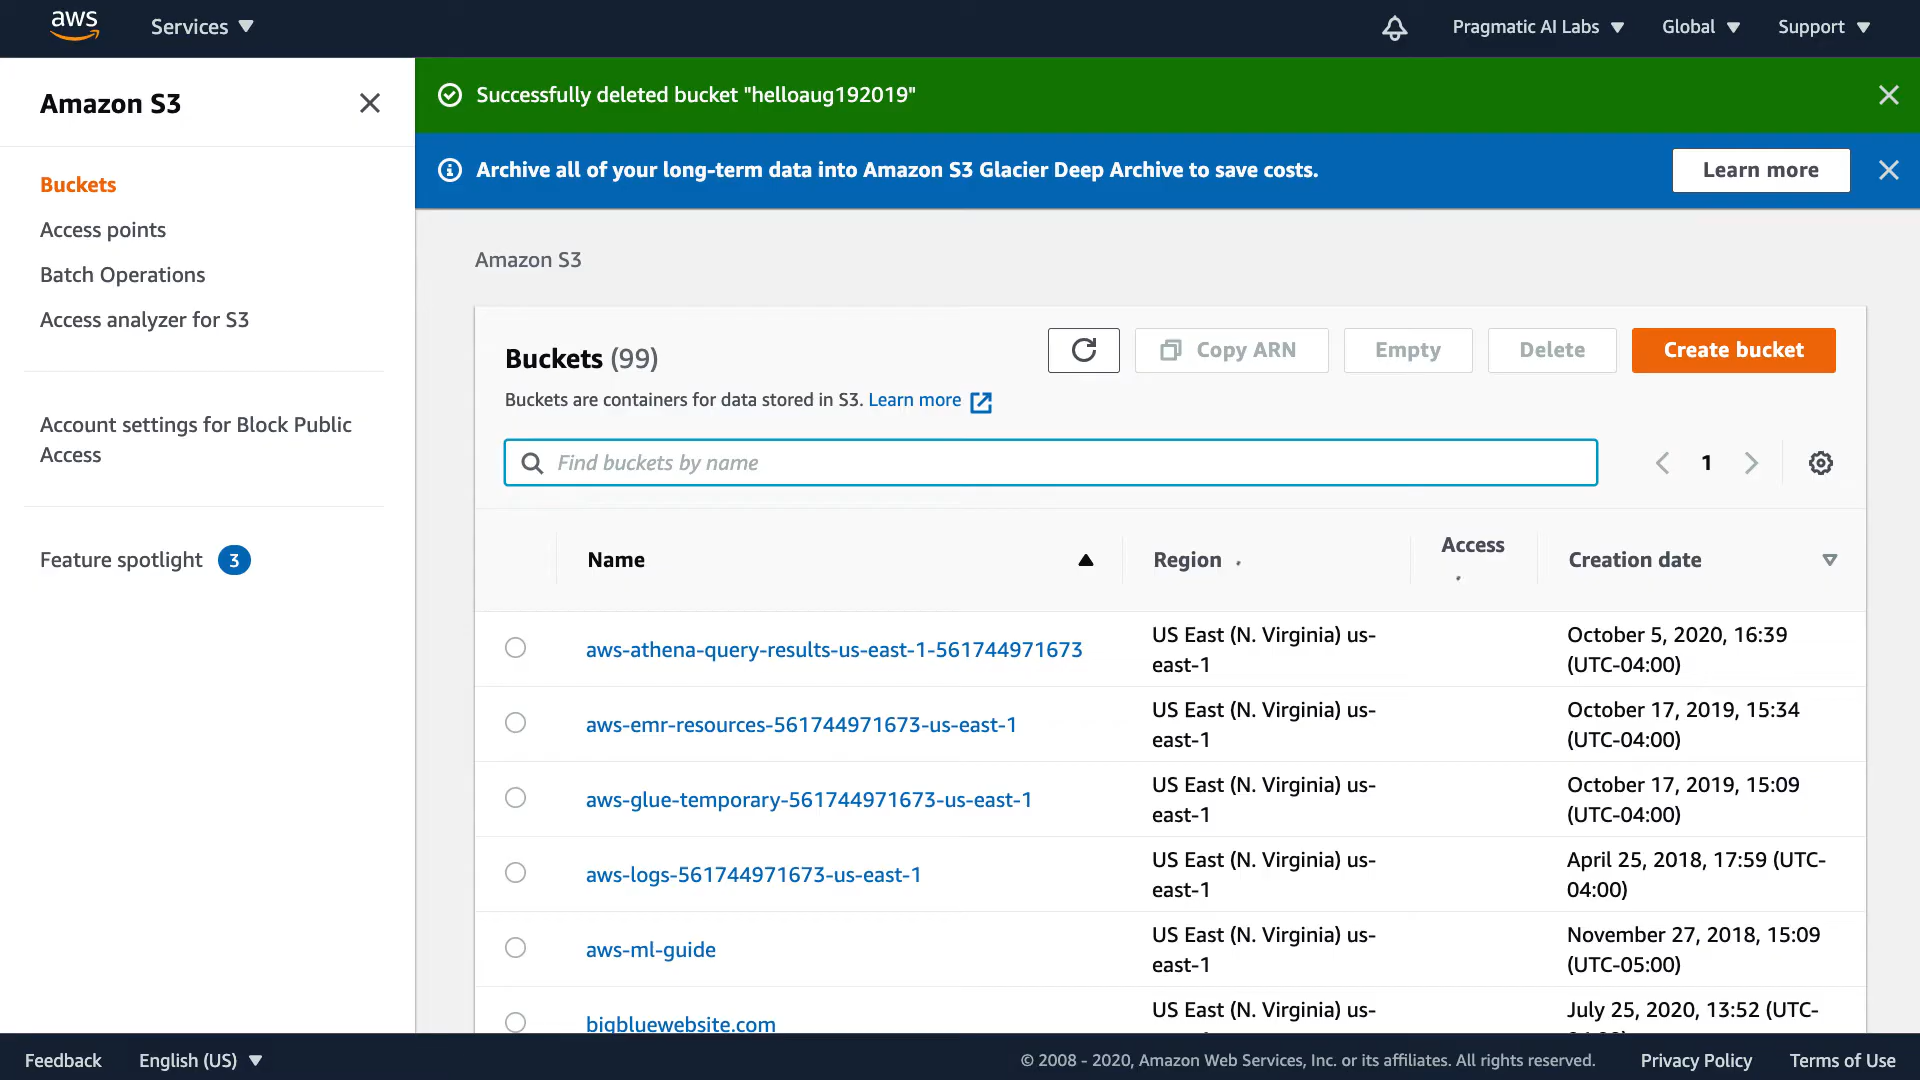 aws
Services
Pragmatic AI Labs
Global
Support
Amazon S3
Buckets
Access points
Batch Operations
Access analyzer for S3
Account settings for Block Public
Access
Feature spotlight 3
Successfully deleted bucket "helloaug192019"
Archive all of your long-term data into Amazon S3 Glacier Deep Archive to save costs.
Learn more
Amazon S3
Buckets (99)
Copy ARN
Empty
Delete
Create bucket
Buckets are containers for data stored in S3. Learn more
Find buckets by name
1
Name
Region
Access
Creation date
aws-athena-query-results-us-east-1-561744971673
US East (N. Virginia) us-
east-1
October 5, 2020, 16:39
(UTC-04:00)
aws-emr-resources-561744971673-us-east-1
US East (N. Virginia) us-
east-1
October 17, 2019, 15:34
(UTC-04:00)
aws-glue-temporary-561744971673-us-east-1
US East (N. Virginia) us-
east-1
October 17, 2019, 15:09
(UTC-04:00)
aws-logs-561744971673-us-east-1
US East (N. Virginia) us-
east-1
April 25, 2018, 17:59 (UTC-
04:00)
aws-ml-guide
US East (N. Virginia) us-
east-1
November 27, 2018, 15:09
(UTC-05:00)
bigbluewebsite.com
US East (N. Virginia) us-
July 25, 2020, 13:52 (UTC-
Feedback
English (US)
© 2008 - 2020, Amazon Web Services, Inc. or its affiliates. All rights reserved.
Privacy Policy
Terms of Use